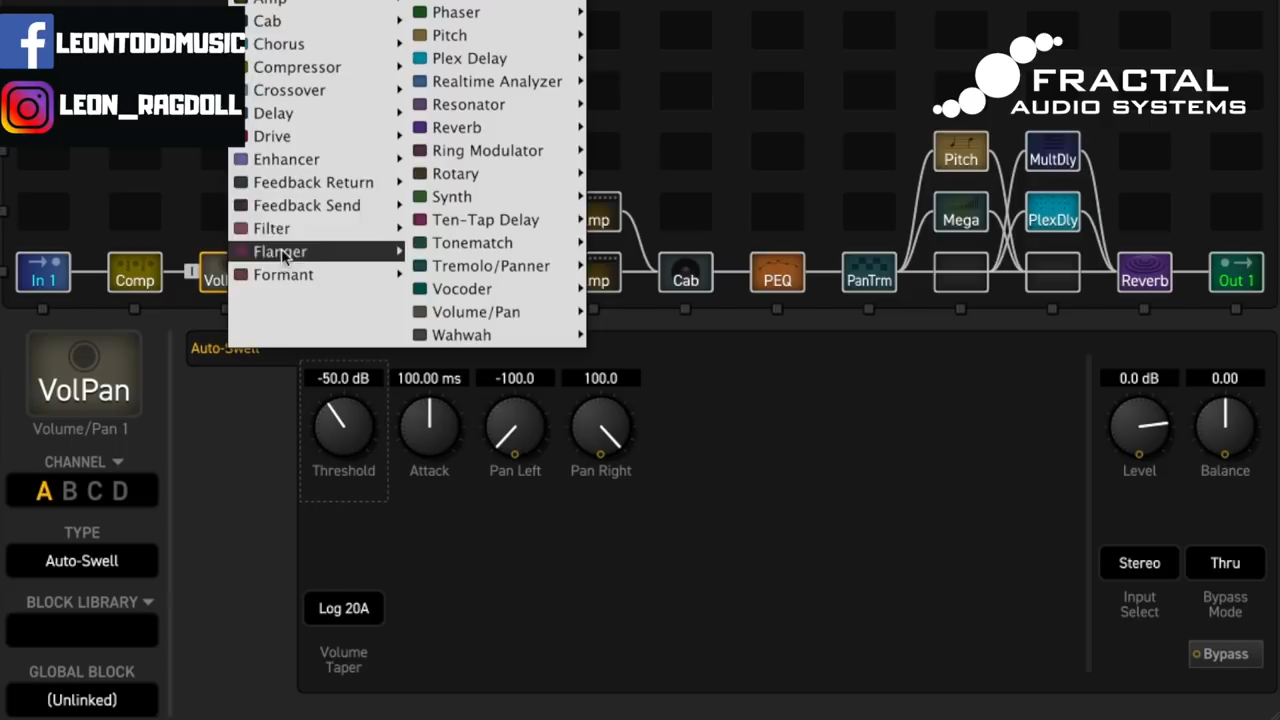 LEONTODDMUSIC
LEON_RAGDOLL
FRACTAL
AUDIO SYSTEMS
Amp
Cab
Chorus
Compressor
Crossover
Delay
Drive
Enhancer
Feedback Return
Feedback Send
Filter
Flanger
Formant
Phaser
Pitch
Plex Delay
Realtime Analyzer
Resonator
Reverb
Ring Modulator
Rotary
Synth
Ten-Tap Delay
Tonematch
Tremolo/Panner
Vocoder
Volume/Pan
Wahwah
Pitch
MultDly
mp
Mega
PlexDly
In 1
Comp
Vol
mp
Cab
PEQ
PanTrm
Reverb
Out 1
VolPan
Volume/Pan 1
CHANNEL
A B C D
TYPE
Auto-Swell
BLOCK LIBRARY
GLOBAL BLOCK
(Unlinked)
Auto-Swell
-50.0 dB 100.00 ms -100.0 100.0
Threshold Attack Pan Left Pan Right
Log 20A
Volume
Taper
0.0 dB 0.00
Level Balance
Stereo Thru
Input
Select
Bypass
Mode
Bypass